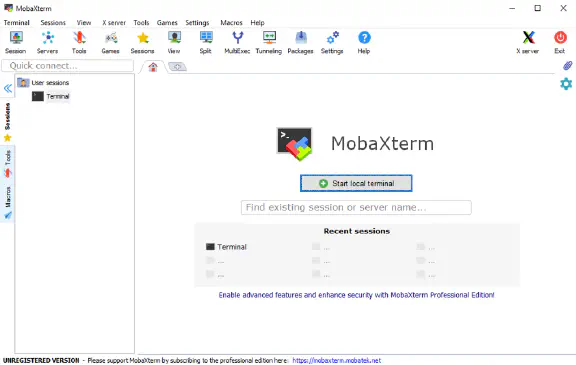 MobaXterm
Terminal Sessions View X server Tools Games Settings Macros Help
Session Servers Tools Games Sessions View Split MultiExec Tunneling Packages Settings Help X server Exit
Quick connect...
User sessions
Terminal
Sessions
Tools
Macros
>_
MobaXterm
Start local terminal
Find existing session or server name...
Recent sessions
Terminal ... ...
... ... ...
... ... ...
Enable advanced features and enhance security with MobaXterm Professional Edition!
UNREGISTERED VERSION - Please support MobaXterm by subscribing to the professional edition here: https://mobaxterm.mobatek.net